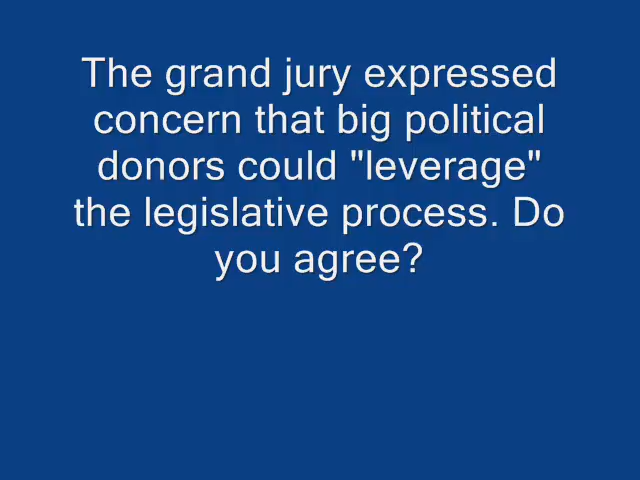 The grand jury expressed
concern that big political
donors could "leverage"
the legislative process. Do
you agree?